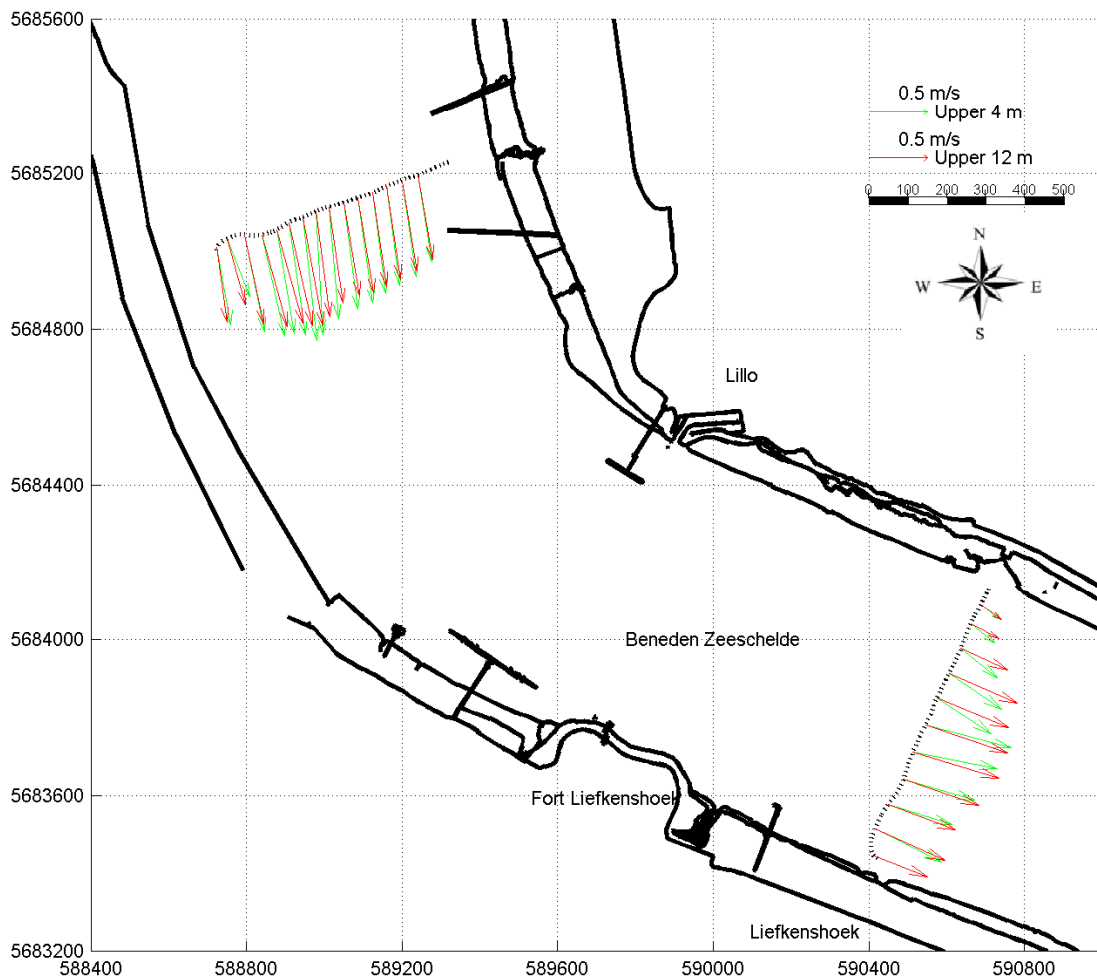 5685600
5685200
5684800
5684400
5684000
5683600
5683200
588400 588800 589200 589600 590000 590400 590800
0.5 m/s
Upper 4 m
0.5 m/s
Upper 12 m
0 100 200 300 400 500
N
W E
S
Lillo
Beneden Zeeschelde
Fort Liefkenshoek
Liefkenshoek